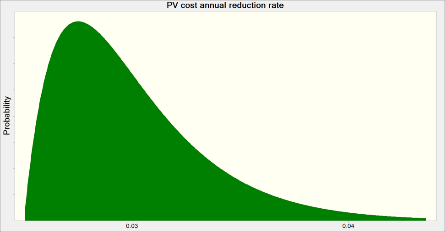 PV cost annual reduction rate
Probability
0.03
0.04